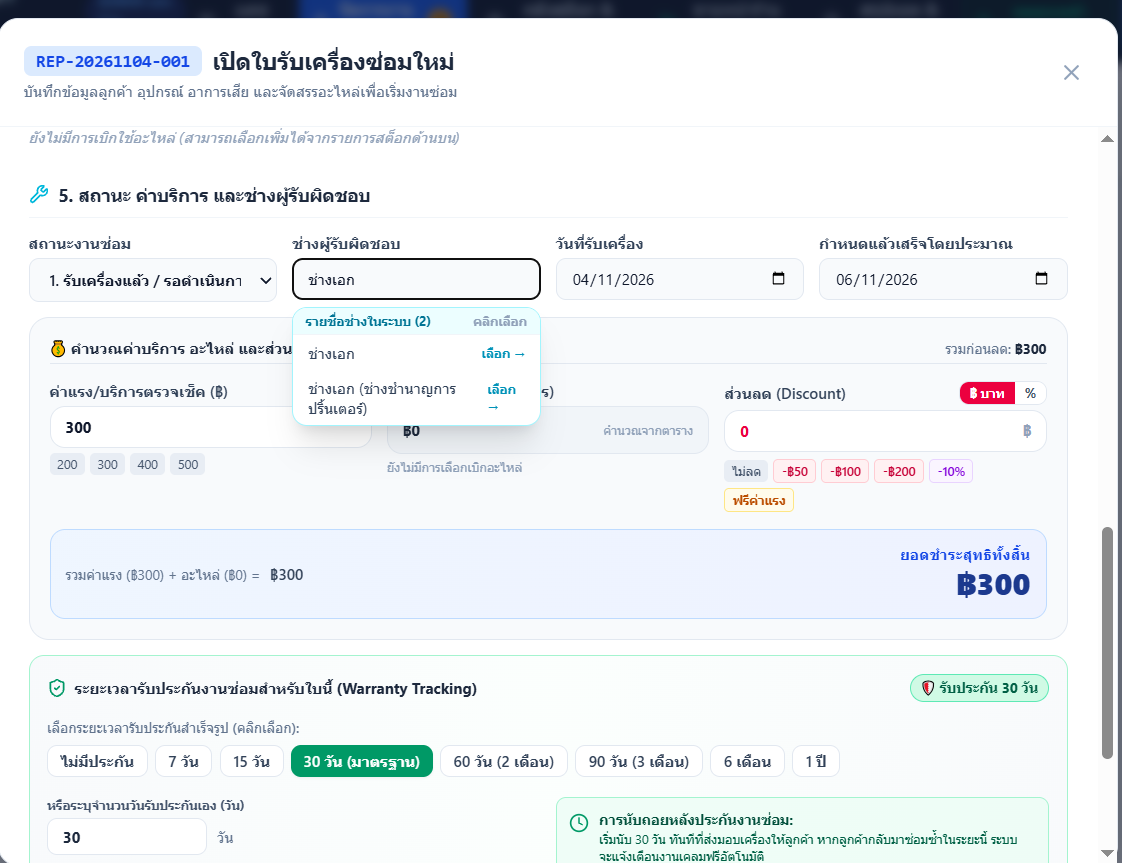 REP-20261104-001 เปิดใบรับเครื่องซ่อมใหม่
บันทึกข้อมูลลูกค้า อุปกรณ์ อาการเสีย และจัดสรรอะไหล่เพื่อเริ่มงานซ่อม
ยังไม่มีการเบิกใช้อะไหล่ (สามารถเลือกเพิ่มได้จากรายการสต็อกด้านบน)
5. สถานะ ค่าบริการ และช่างผู้รับผิดชอบ
สถานะงานซ่อม ช่างผู้รับผิดชอบ วันที่รับเครื่อง กำหนดแล้วเสร็จโดยประมาณ
1. รับเครื่องแล้ว / รอดำเนินกา ช่างเอก 04/11/2026 06/11/2026
รายชื่อช่างในระบบ (2) คลิกเลือก
ช่างเอก เลือก →
ช่างเอก (ช่างชำนาญการ เลือก
ปริ้นเตอร์) →
คำนวณค่าบริการ อะไหล่ และส่วน รวมก่อนลด: ฿300
ค่าแรง/บริการตรวจเช็ค (฿) ร) ส่วนลด (Discount) ฿ บาท %
300 ฿0 คำนวณจากตาราง 0 ฿
200 300 400 500 ยังไม่มีการเลือกเบิกอะไหล่ ไม่ลด -฿50 -฿100 -฿200 -10%
ฟรีค่าแรง
ยอดชำระสุทธิทั้งสิ้น
รวมค่าแรง (฿300) + อะไหล่ (฿0) = ฿300 ฿300
ระยะเวลารับประกันงานซ่อมสำหรับใบนี้ (Warranty Tracking) รับประกัน 30 วัน
เลือกระยะเวลารับประกันสำเร็จรูป (คลิกเลือก):
ไม่มีประกัน 7 วัน 15 วัน 30 วัน (มาตรฐาน) 60 วัน (2 เดือน) 90 วัน (3 เดือน) 6 เดือน 1 ปี
หรือระบุจำนวนวันรับประกันเอง (วัน)
30 วัน
การนับถอยหลังประกันงานซ่อม:
เริ่มนับ 30 วัน ทันทีที่ส่งมอบเครื่องให้ลูกค้า หากลูกค้ากลับมาซ่อมซ้ำในระยะนี้ ระบบ
จะแจ้งเตือนงานเคลมฟรีอัตโนมัติ